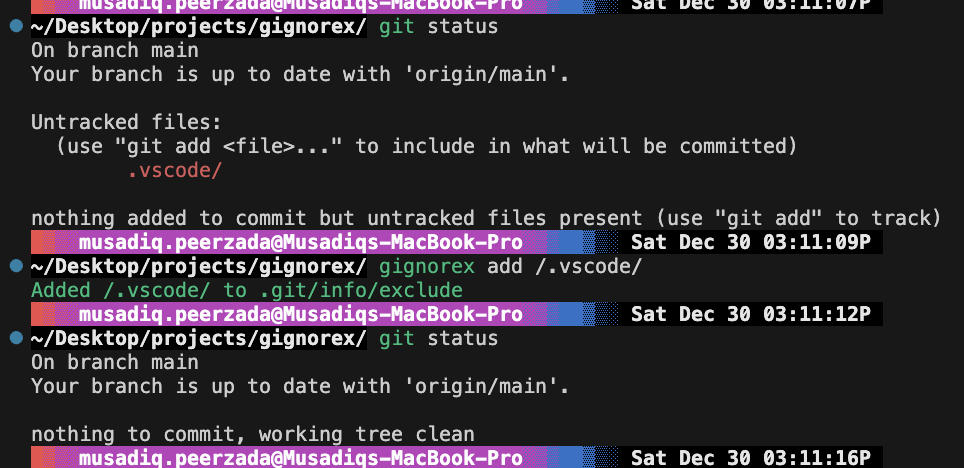 musadiq.peerzada@Musadiqs-MacBook-Pro Sat Dec 30 03:11:07P
~/Desktop/projects/gignorex/ git status
On branch main
Your branch is up to date with 'origin/main'.
Untracked files:
(use "git add <file>..." to include in what will be committed)
.vscode/
nothing added to commit but untracked files present (use "git add" to track)
musadiq.peerzada@Musadiqs-MacBook-Pro Sat Dec 30 03:11:09P
~/Desktop/projects/gignorex/ gignorex add /.vscode/
Added /.vscode/ to .git/info/exclude
musadiq.peerzada@Musadiqs-MacBook-Pro Sat Dec 30 03:11:12P
~/Desktop/projects/gignorex/ git status
On branch main
Your branch is up to date with 'origin/main'.
nothing to commit, working tree clean
musadiq.peerzada@Musadiqs-MacBook-Pro Sat Dec 30 03:11:16P